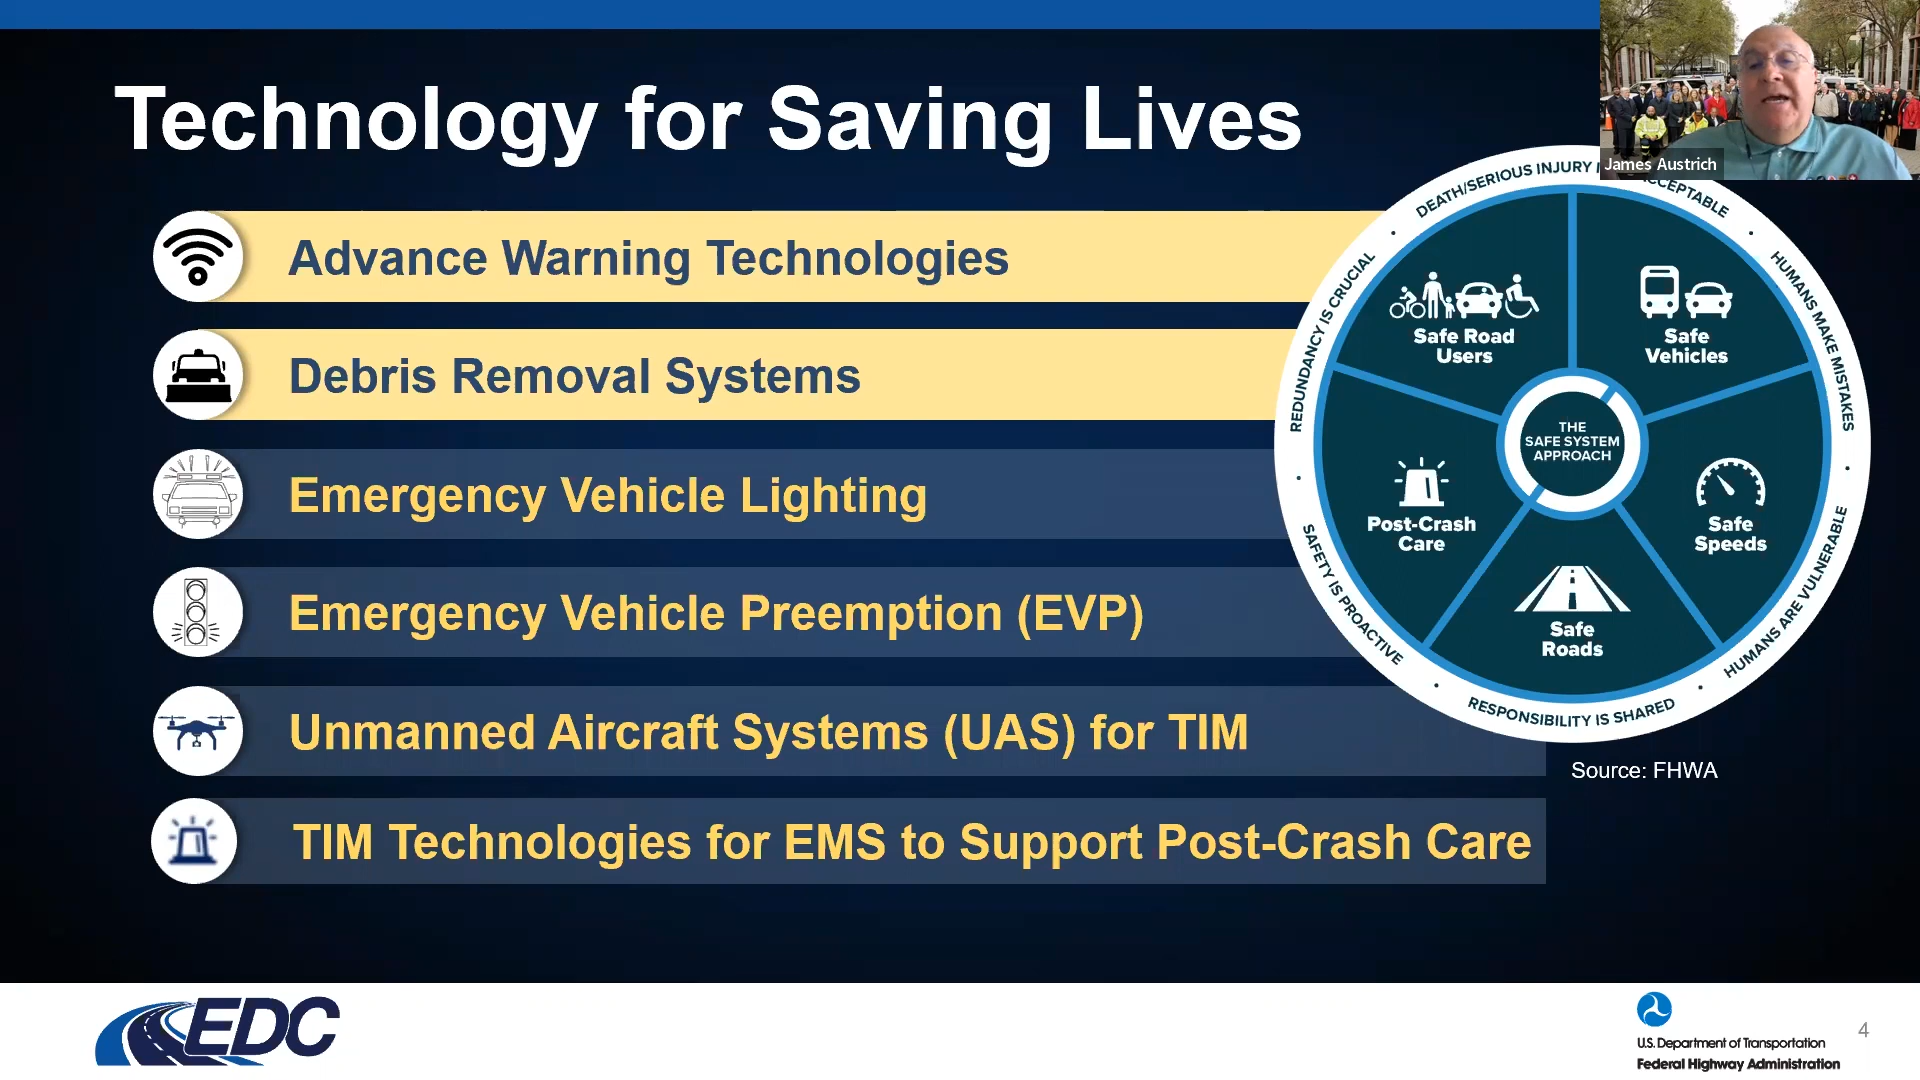 Technology for Saving Lives
James Austrich
Advance Warning Technologies
Debris Removal Systems
Emergency Vehicle Lighting
Emergency Vehicle Preemption (EVP)
Unmanned Aircraft Systems (UAS) for TIM
TIM Technologies for EMS to Support Post-Crash Care
DEATH/SERIOUS INJURY
HUMANS MAKE MISTAKES
HUMANS ARE VULNERABLE
RESPONSIBILITY IS SHARED
SAFETY IS PROACTIVE
REDUNDANCY IS CRUCIAL
Safe Road
Users
Safe
Vehicles
THE
SAFE SYSTEM
APPROACH
Post-Crash
Care
Safe
Speeds
Safe
Roads
Source: FHWA
EDC
U.S. Department of Transportation
Federal Highway Administration
4